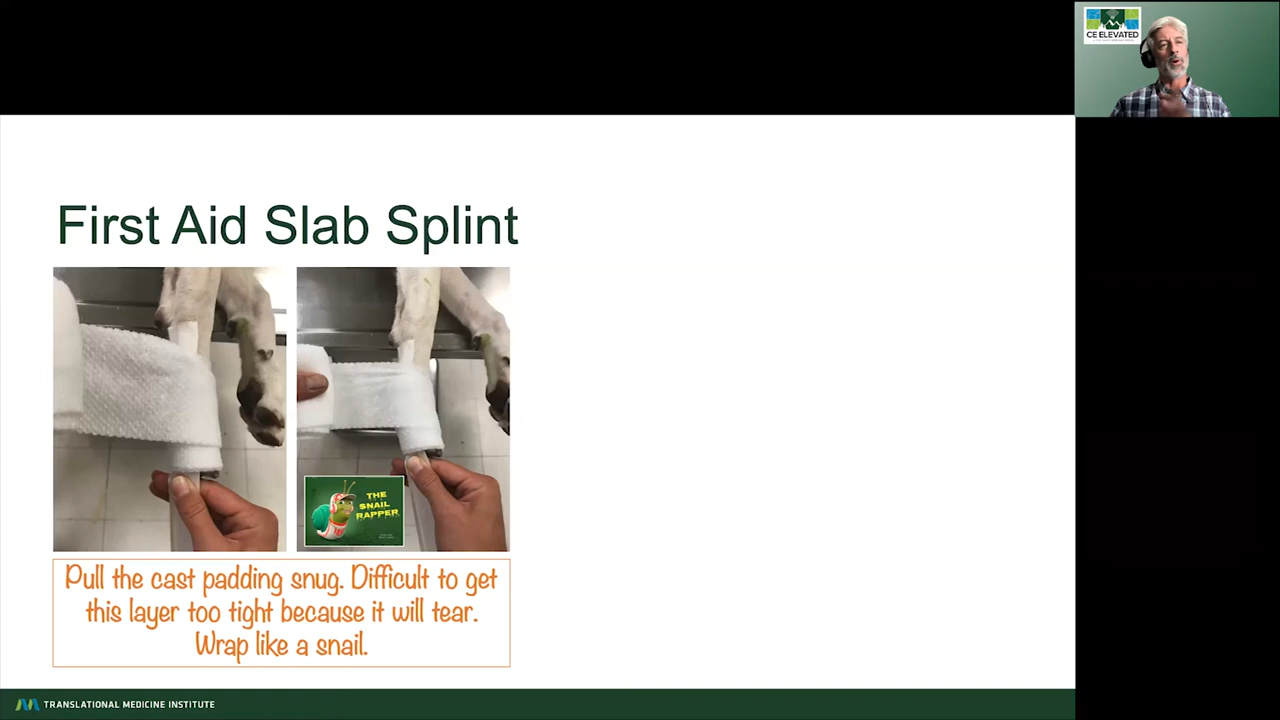 CE ELEVATED
First Aid Slab Splint
THE
SNAIL
RAPPER
Pull the cast padding snug. Difficult to get
this layer too tight because it will tear.
Wrap like a snail.
TRANSLATIONAL MEDICINE INSTITUTE